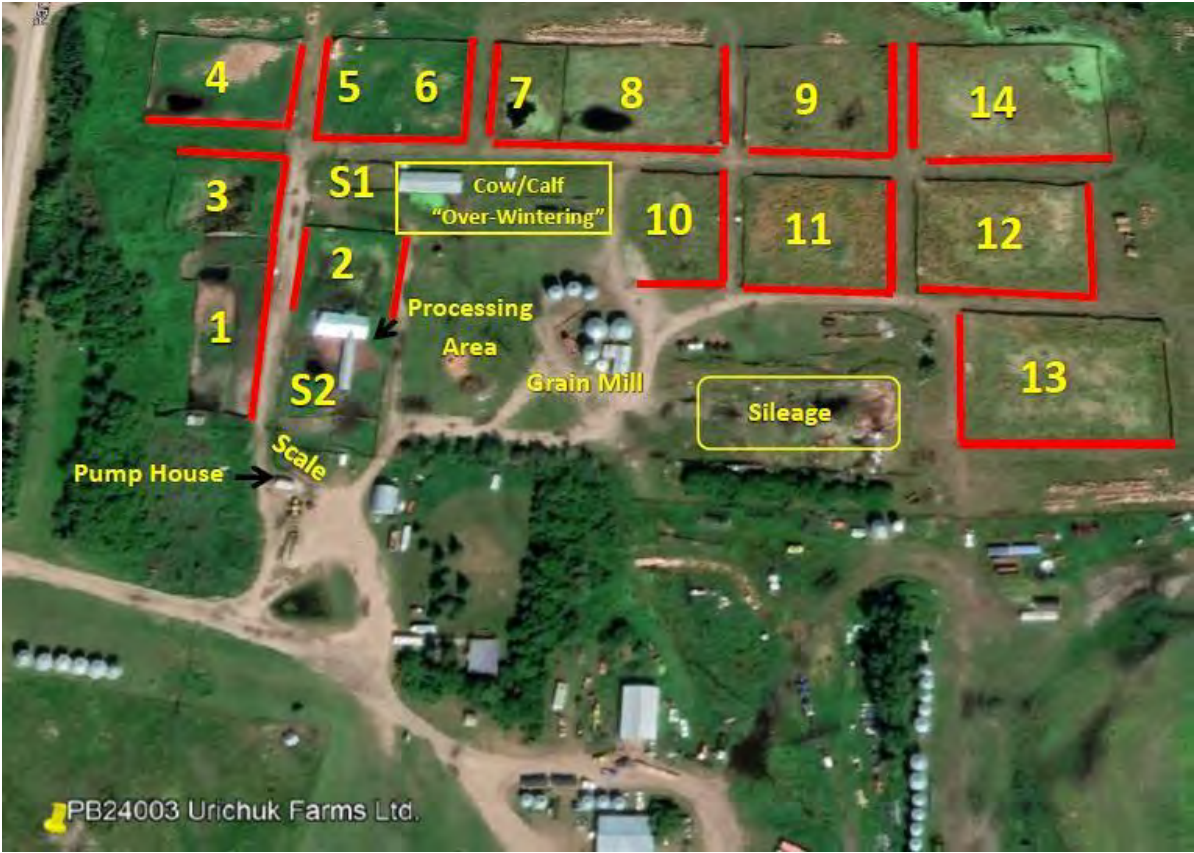 4
5
6
7
8
9
14
3
S1
Cow/Calf
“Over-Wintering”
10
11
12
2
Processing
Area
1
Grain Mill
13
S2
Sileage
Scale
Pump House
PB24003 Urichuk Farms Ltd.